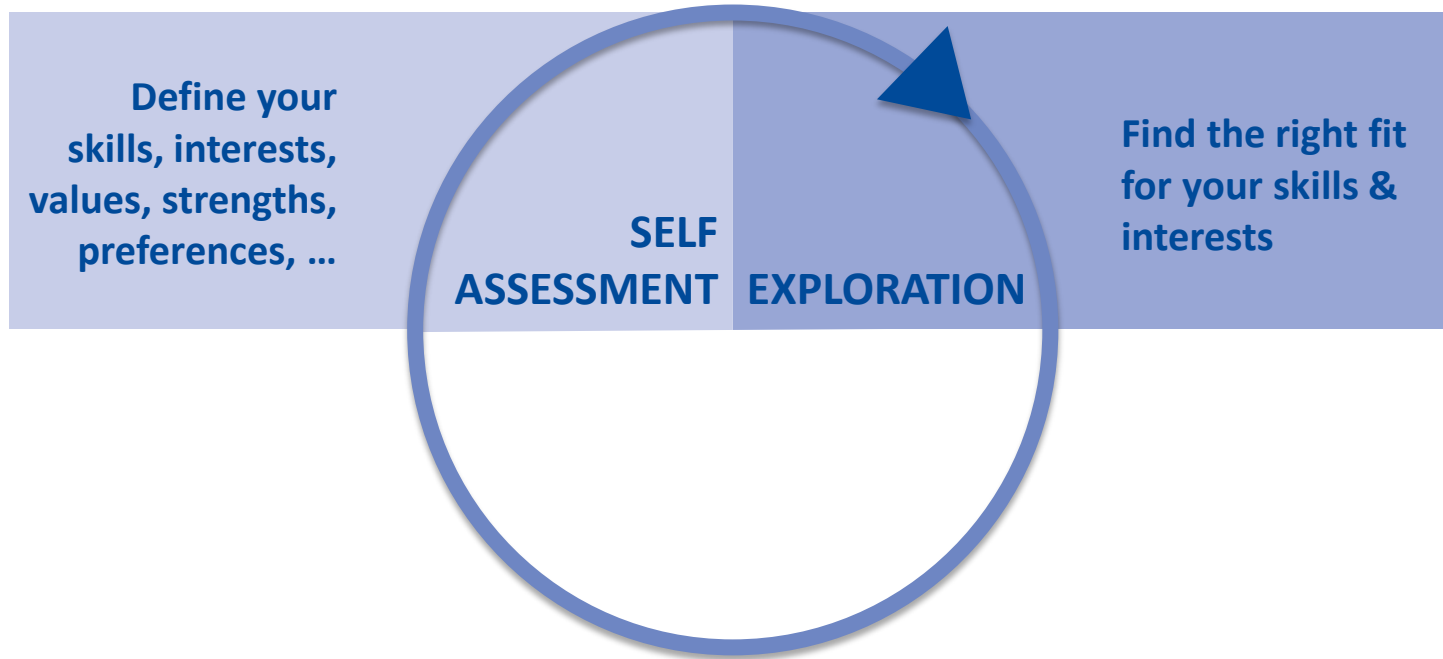 Define your
skills, interests,
values, strengths,
preferences, ...
SELF
ASSESSMENT
EXPLORATION
Find the right fit
for your skills &
interests